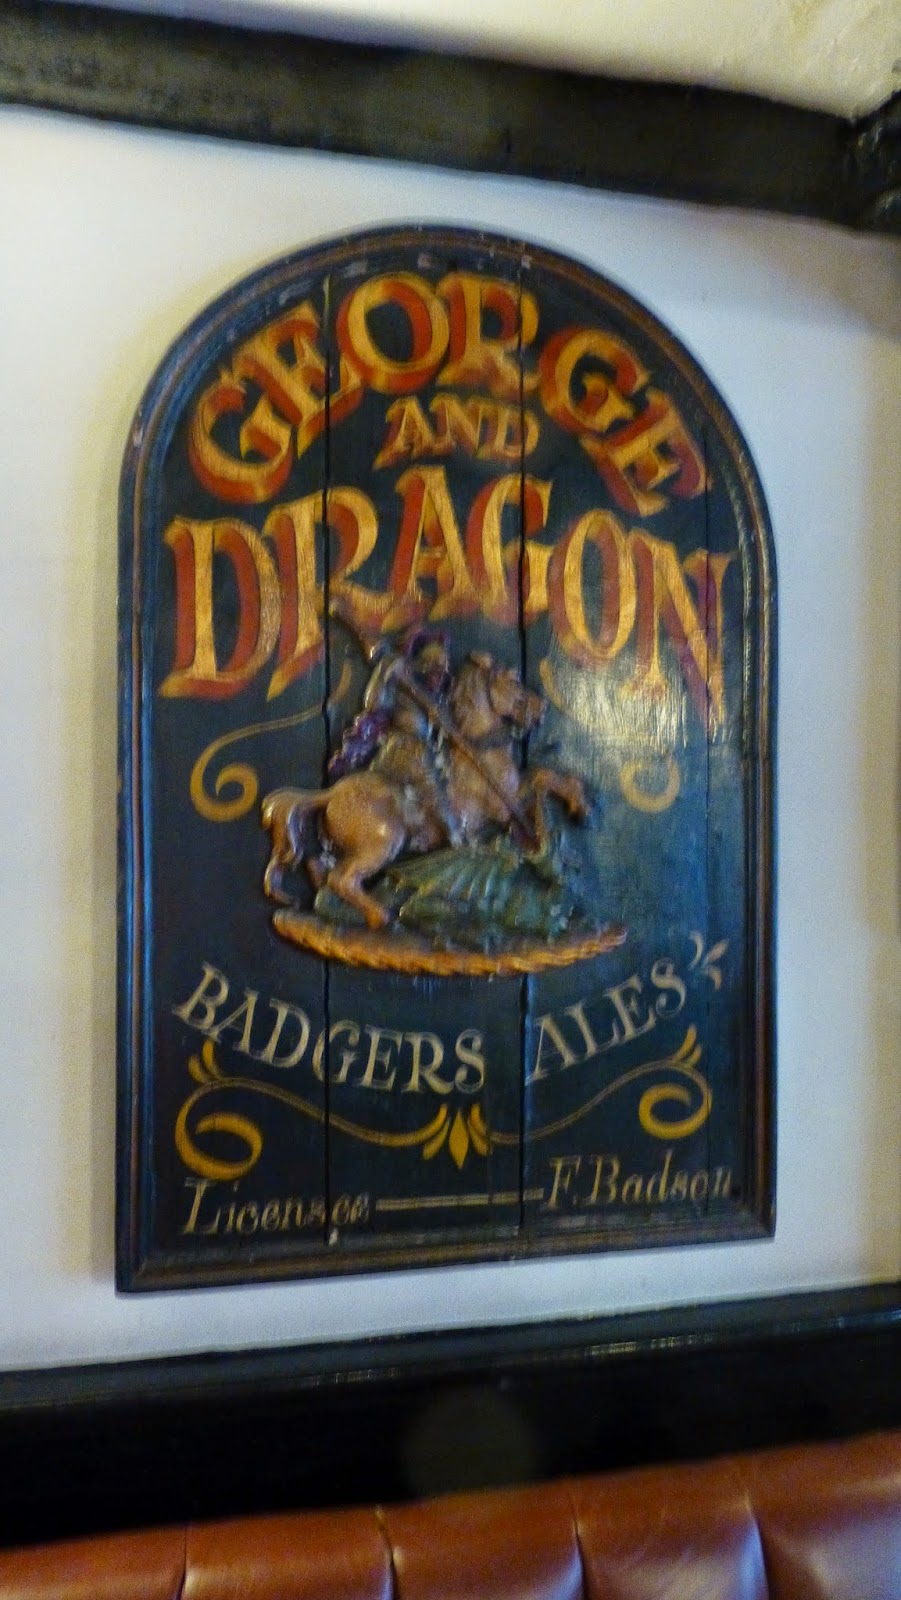 GEORGE
AND
DRAGON
BADGERS ALES
Licensee F. Badson